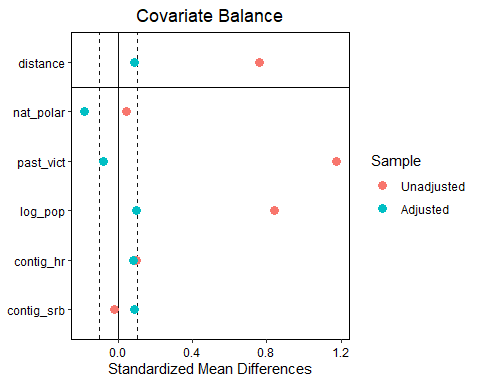 Covariate Balance
distance
nat_polar
past_vict
log_pop
contig_hr
contig_srb
0.0 0.4 0.8 1.2
Standardized Mean Differences
Sample
Unadjusted
Adjusted